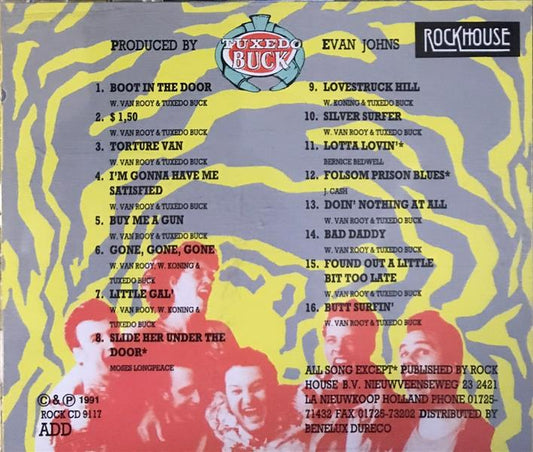 PRODUCED BY
TUXEDO
BUCK
EVAN JOHNS
ROCKHOUSE
1. BOOT IN THE DOOR
W. VAN ROOY & TUXEDO BUCK
2. $ 1,50
W. VAN ROOY & TUXEDO BUCK
3. TORTURE VAN
W. VAN ROOY & TUXEDO BUCK
4. I'M GONNA HAVE ME
SATISFIED
W. VAN ROOY & TUXEDO BUCK
5. BUY ME A GUN
W. VAN ROOY & TUXEDO BUCK
6. GONE, GONE, GONE
W. VAN ROOY, W. KONING &
TUXEDO BUCK
7. LITTLE GAL'
W. VAN ROOY, W. KONING &
TUXEDO BUCK
8. SLIDE HER UNDER THE
DOOR*
MOSES LONGPEACE
9. LOVESTRUCK HILL
W. KONING & TUXEDO BUCK
10. SILVER SURFER
W. VAN ROOY & TUXEDO BUCK
11. LOTTA LOVIN'*
BERNICE BEDWELL
12. FOLSOM PRISON BLUES*
J. CASH
13. DOIN' NOTHING AT ALL
W. VAN ROOY & TUXEDO BUCK
14. BAD DADDY
W. VAN ROOY & TUXEDO BUCK
15. FOUND OUT A LITTLE
BIT TOO LATE
W. VAN ROOY & TUXEDO BUCK
16. BUTT SURFIN'
W. VAN ROOY & TUXEDO BUCK
© & ℗ 1991
ROCK CD 9117
ADD
ALL SONG EXCEPT* PUBLISHED BY ROCK
HOUSE B.V. NIEUWVEENSEWEG 23 2421
LA NIEUWKOOP HOLLAND PHONE 01725-
71432 FAX 01725-73202 DISTRIBUTED BY
BENELUX DURECO